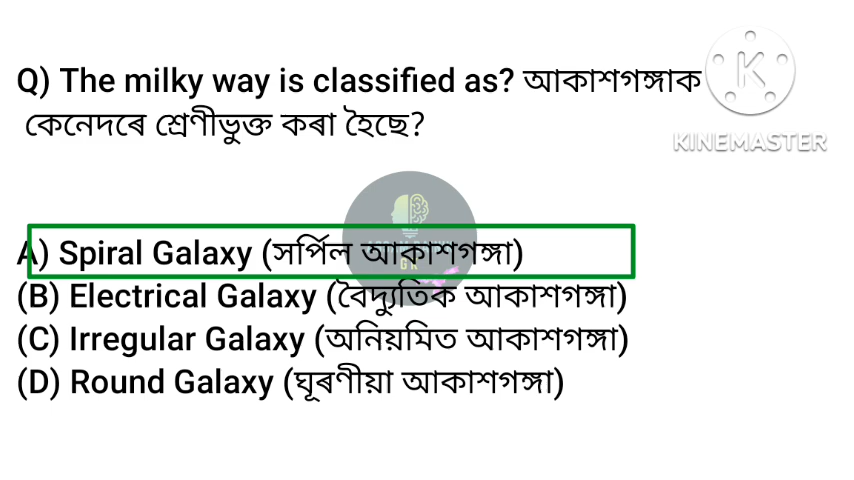 Q) The milky way is classified as? আকাশগঙ্গাক
কেনেদৰে শ্ৰেণীভুক্ত কৰা হৈছে?
KINEMASTER
A) Spiral Galaxy (সৰ্পিল আকাশগঙ্গা)
(B) Electrical Galaxy (বৈদ্যুতিক আকাশগঙ্গা)
(C) Irregular Galaxy (অনিয়মিত আকাশগঙ্গা)
(D) Round Galaxy (ঘূৰণীয়া আকাশগঙ্গা)